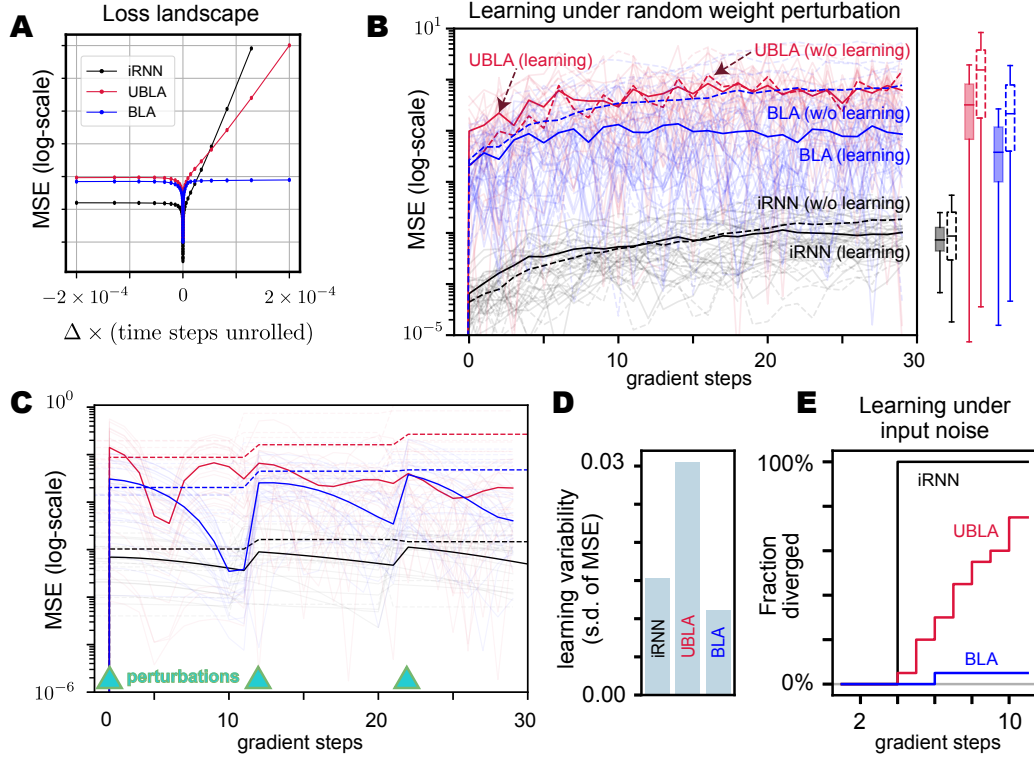 A
Loss landscape
MSE (log-scale)
iRNN
UBLA
BLA
−2 × 10⁻⁴
0
2 × 10⁻⁴
Δ × (time steps unrolled)
B
Learning under random weight perturbation
10¹
MSE (log-scale)
10⁻⁵
UBLA (learning)
UBLA (w/o learning)
BLA (w/o learning)
BLA (learning)
iRNN (w/o learning)
iRNN (learning)
0
10
20
30
gradient steps
C
10⁰
MSE (log-scale)
10⁻⁶
perturbations
0
10
20
30
gradient steps
D
learning variability
(s.d. of MSE)
0.03
0.00
iRNN
UBLA
BLA
E
Learning under
input noise
Fraction
diverged
100%
0%
iRNN
UBLA
BLA
2
10
gradient steps